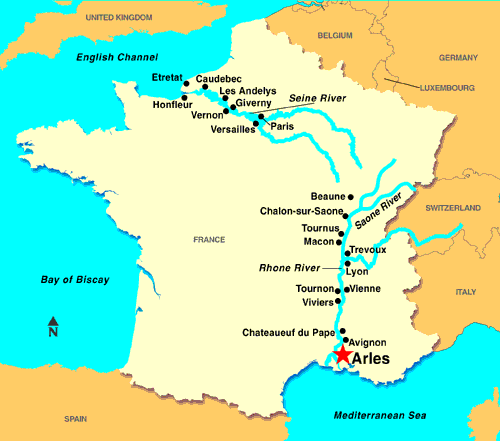 UNITED KINGDOM
BELGIUM
English Channel
GERMANY
Etretat
Caudebec
LUXEMBOURG
Les Andelys
Seine River
Honfleur
Giverny
Vernon
Versailles
Paris
Beaune
Saone River
Chalon-sur-Saone
SWITZERLAND
Tournus
FRANCE
Macon
Trevoux
Rhone River
Lyon
Bay of Biscay
Tournon
Vienne
ITALY
Viviers
N
Chateaueuf du Pape
Avignon
Arles
SPAIN
Mediterranean Sea